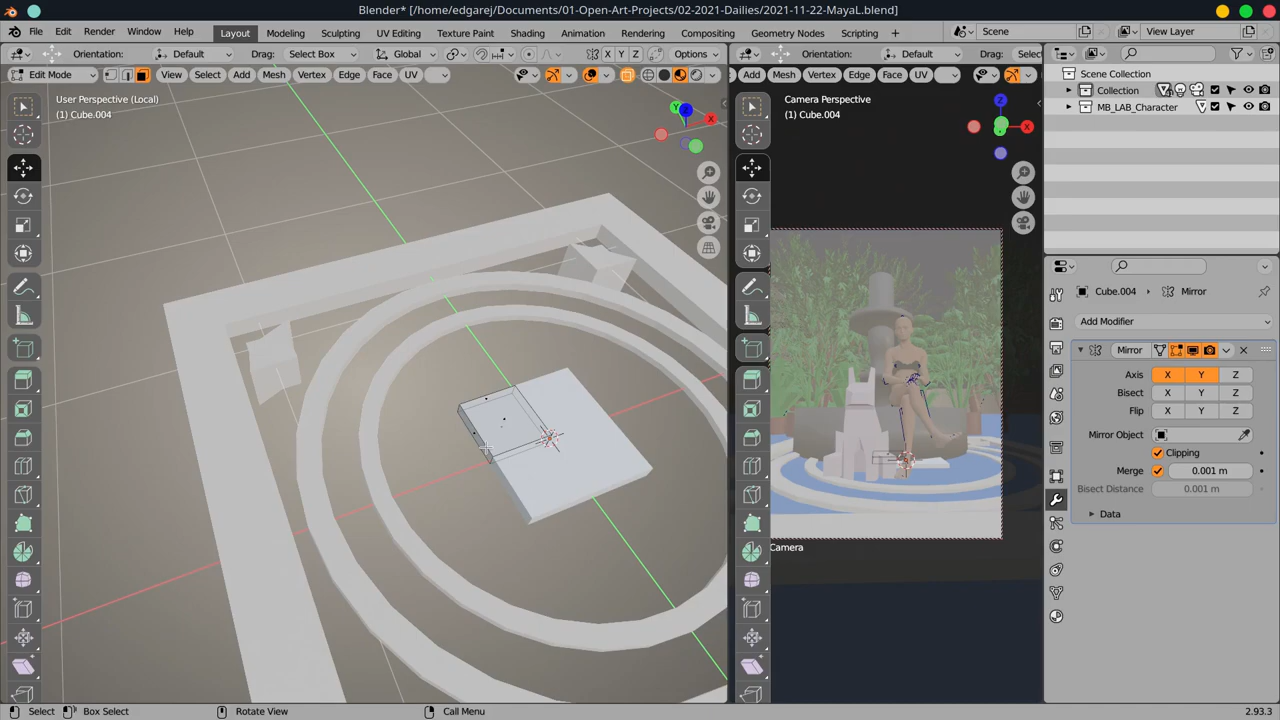 Blender* [/home/edgarej/Documents/01-Open-Art-Projects/02-2021-Dailies/2021-11-22-MayaL.blend]
File Edit Render Window Help Layout Modeling Sculpting UV Editing Texture Paint Shading Animation Rendering Compositing Geometry Nodes Scripting + Scene View Layer
Orientation: Default Drag: Select Box Global X Y Z Options Orientation: Default Drag: Selec
Edit Mode View Select Add Mesh Vertex Edge Face UV Add Mesh Vertex Edge Face UV
Scene Collection
Collection
MB_LAB_Character
User Perspective (Local)
(1) Cube.004
Y Z X
Camera Perspective
(1) Cube.004
Z X
Camera
Cube.004 Mirror
Add Modifier
Mirror
Axis X Y Z
Bisect X Y Z
Flip X Y Z
Mirror Object
Clipping
Merge 0.001 m
Bisect Distance 0.001 m
Data
Select Box Select Rotate View Call Menu 2.93.3